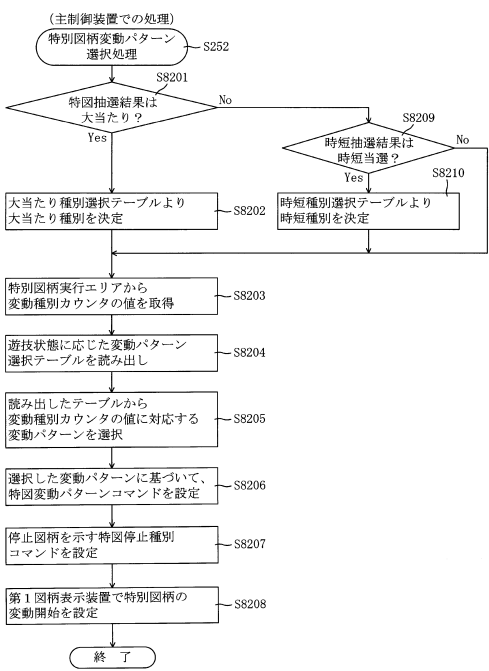 （主制御装置での処理）
特別図柄変動パターン
選択処理
S252
S8201
特図抽選結果は
大当たり？
No
Yes
S8209
時短抽選結果は
時短当選？
No
Yes
S8210
大当たり種別選択テーブルより
大当たり種別を決定
S8202
時短種別選択テーブルより
時短種別を決定
特別図柄実行エリアから
変動種別カウンタの値を取得
S8203
遊技状態に応じた変動パターン
選択テーブルを読み出し
S8204
読み出したテーブルから
変動種別カウンタの値に対応する
変動パターンを選択
S8205
選択した変動パターンに基づいて、
特図変動パターンコマンドを設定
S8206
停止図柄を示す特図停止種別
コマンドを設定
S8207
第１図柄表示装置で特別図柄の
変動開始を設定
S8208
終 了